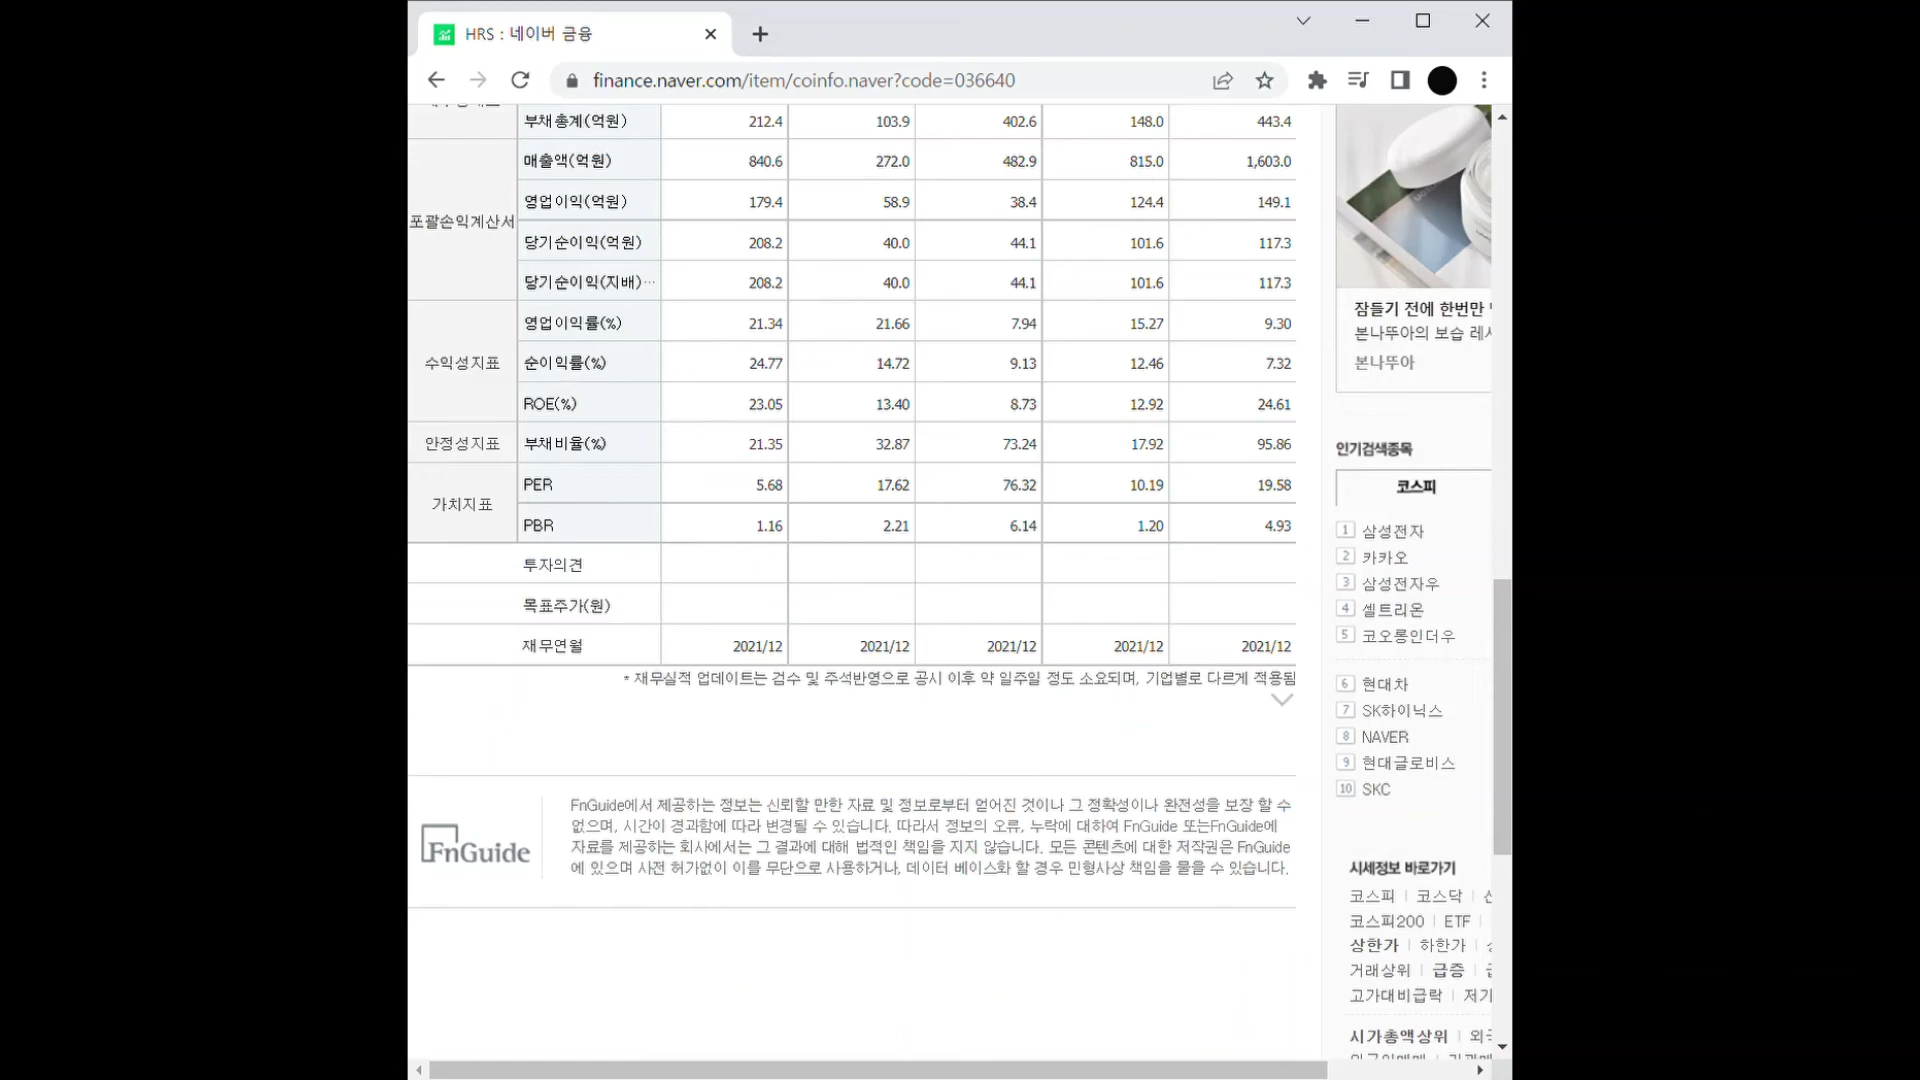 HRS : 네이버 금융
finance.naver.com/item/coinfo.naver?code=036640
부채총계(억원) 212.4 103.9 402.6 148.0 443.4
포괄손익계산서
매출액(억원) 840.6 272.0 482.9 815.0 1,603.0
영업이익(억원) 179.4 58.9 38.4 124.4 149.1
당기순이익(억원) 208.2 40.0 44.1 101.6 117.3
당기순이익(지배)··· 208.2 40.0 44.1 101.6 117.3
수익성지표
영업이익률(%) 21.34 21.66 7.94 15.27 9.30
순이익률(%) 24.77 14.72 9.13 12.46 7.32
ROE(%) 23.05 13.40 8.73 12.92 24.61
안정성지표 부채비율(%) 21.35 32.87 73.24 17.92 95.86
가치지표
PER 5.68 17.62 76.32 10.19 19.58
PBR 1.16 2.21 6.14 1.20 4.93
투자의견
목표주가(원)
재무연월 2021/12 2021/12 2021/12 2021/12 2021/12
* 재무실적 업데이트는 검수 및 주석반영으로 공시 이후 약 일주일 정도 소요되며, 기업별로 다르게 적용됨
FnGuide
FnGuide에서 제공하는 정보는 신뢰할 만한 자료 및 정보로부터 얻어진 것이나 그 정확성이나 완전성을 보장 할 수
없으며, 시간이 경과함에 따라 변경될 수 있습니다. 따라서 정보의 오류, 누락에 대하여 FnGuide 또는FnGuide에
자료를 제공하는 회사에서는 그 결과에 대해 법적인 책임을 지지 않습니다. 모든 콘텐츠에 대한 저작권은 FnGuide
에 있으며 사전 허가없이 이를 무단으로 사용하거나, 데이터 베이스화 할 경우 민형사상 책임을 물을 수 있습니다.
잠들기 전에 한번만
본나뚜아의 보습 레시
본나뚜아
인기검색종목
코스피
1 삼성전자
2 카카오
3 삼성전자우
4 셀트리온
5 코오롱인더우
6 현대차
7 SK하이닉스
8 NAVER
9 현대글로비스
10 SKC
시세정보 바로가기
코스피 | 코스닥 |
코스피200 | ETF |
상한가 | 하한가 |
거래상위 | 급증 |
고가대비급락 | 저가
시가총액상위 | 외국